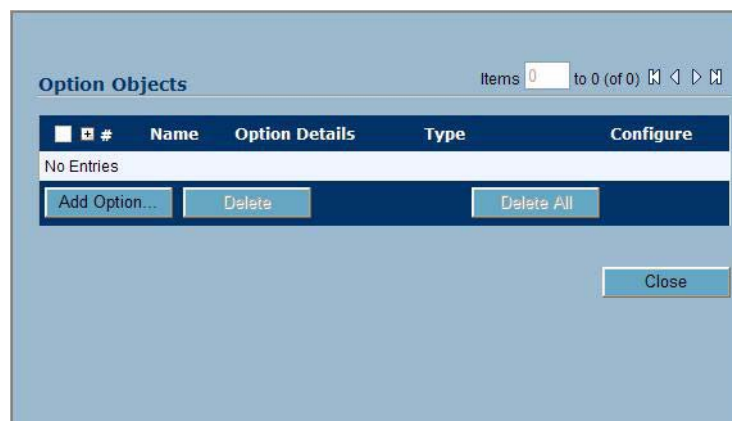 Option Objects
Items 0 to 0 (of 0)
# Name Option Details Type Configure
No Entries
Add Option... Delete Delete All
Close